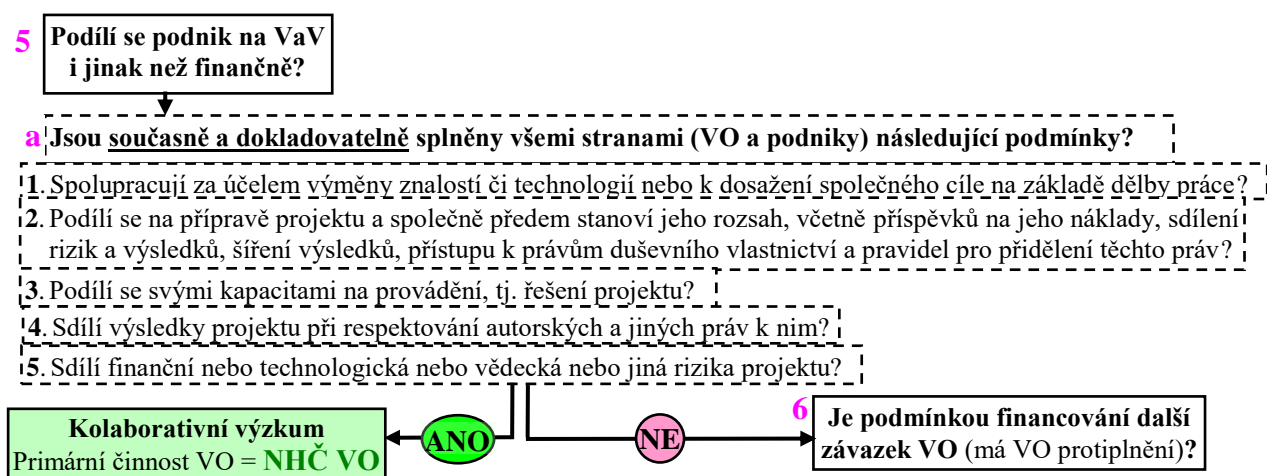 5
Podílí se podnik na VaV
i jinak než finančně?
a
Jsou současně a dokladovatelně splněny všemi stranami (VO a podniky) následující podmínky?
1. Spolupracují za účelem výměny znalostí či technologií nebo k dosažení společného cíle na základě dělby práce?
2. Podílí se na přípravě projektu a společně předem stanoví jeho rozsah, včetně příspěvků na jeho náklady, sdílení
rizik a výsledků, šíření výsledků, přístupu k právům duševního vlastnictví a pravidel pro přidělení těchto práv?
3. Podílí se svými kapacitami na provádění, tj. řešení projektu?
4. Sdílí výsledky projektu při respektování autorských a jiných práv k nim?
5. Sdílí finanční nebo technologická nebo vědecká nebo jiná rizika projektu?
Kolaborativní výzkum
Primární činnost VO = NHČ VO
ANO
NE
6
Je podmínkou financování další
závazek VO (má VO protiplnění)?